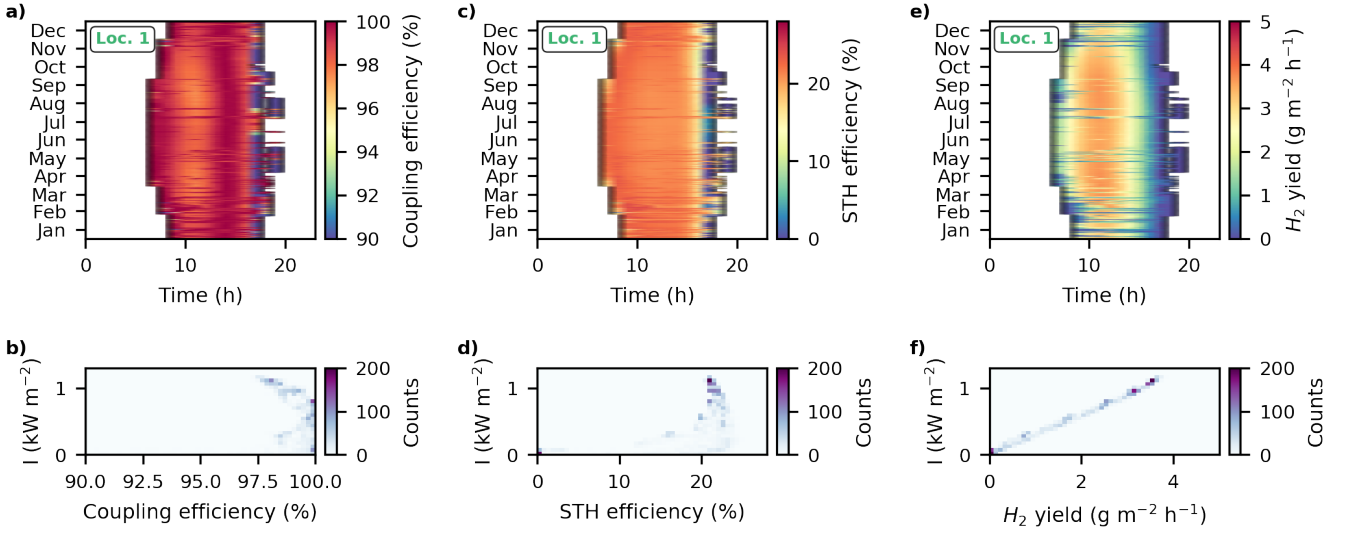 a)
Loc. 1
Dec
Nov
Oct
Sep
Aug
Jul
Jun
May
Apr
Mar
Feb
Jan
0 10 20
Time (h)
100
98
96
94
92
90
Coupling efficiency (%)
c)
Loc. 1
Dec
Nov
Oct
Sep
Aug
Jul
Jun
May
Apr
Mar
Feb
Jan
0 10 20
Time (h)
20
10
0
STH efficiency (%)
e)
Loc. 1
Dec
Nov
Oct
Sep
Aug
Jul
Jun
May
Apr
Mar
Feb
Jan
0 10 20
Time (h)
5
4
3
2
1
0
H₂ yield (g m⁻² h⁻¹)
b)
I (kW m⁻²)
1
0
90.0 92.5 95.0 97.5 100.0
Coupling efficiency (%)
200
100
0
Counts
d)
I (kW m⁻²)
1
0
0 10 20
STH efficiency (%)
200
100
0
Counts
f)
I (kW m⁻²)
1
0
0 2 4
H₂ yield (g m⁻² h⁻¹)
200
100
0
Counts